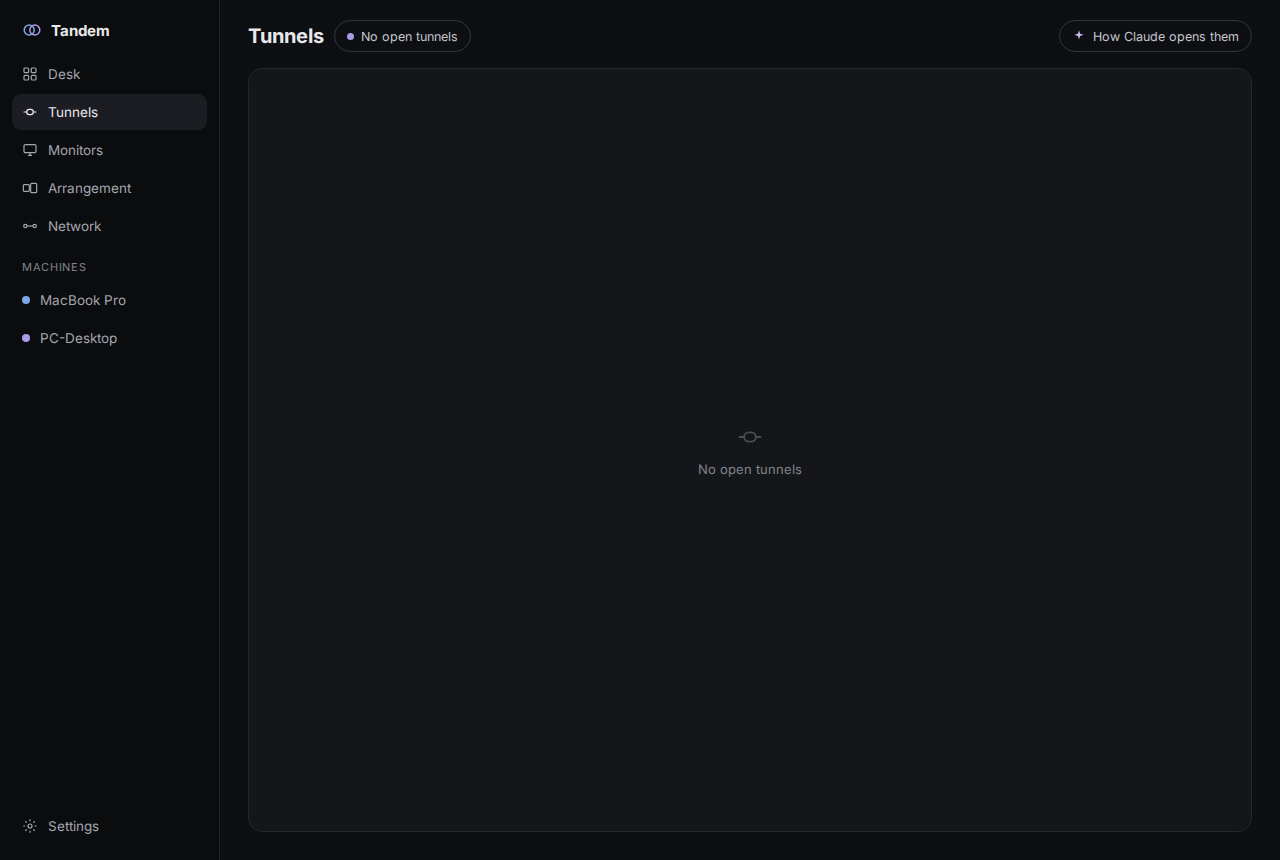 Tandem
Desk
Tunnels
Monitors
Arrangement
Network
MACHINES
MacBook Pro
PC-Desktop
Settings
Tunnels
No open tunnels
How Claude opens them
No open tunnels